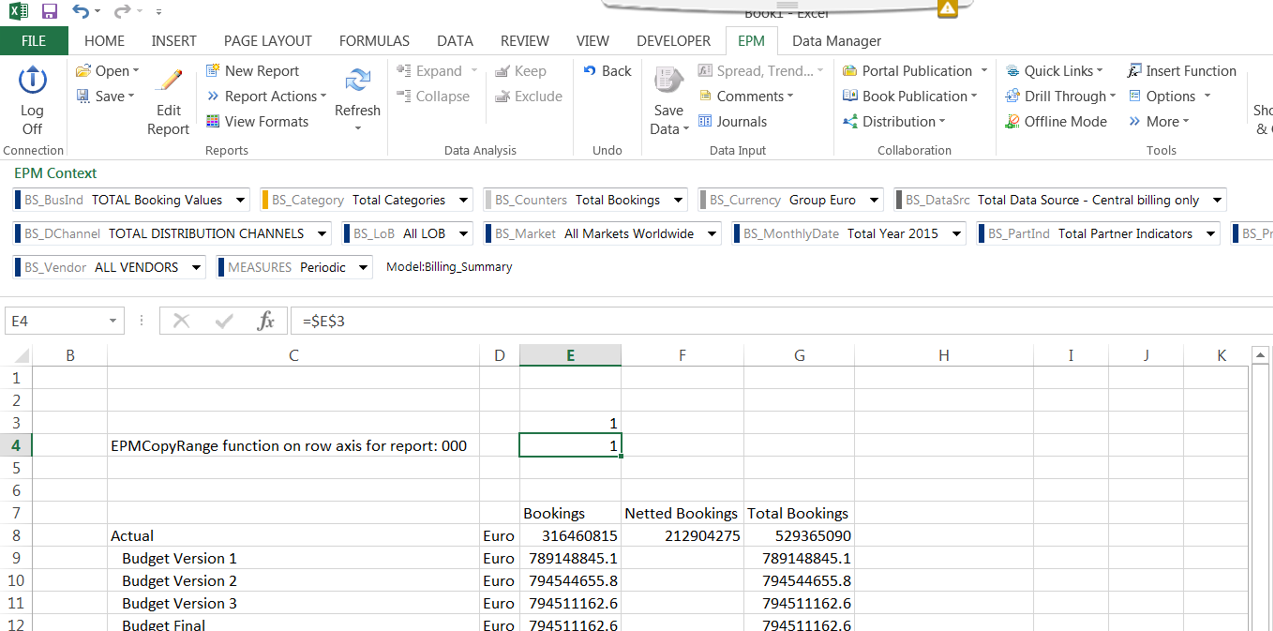 Book1 - Excel
FILE HOME INSERT PAGE LAYOUT FORMULAS DATA REVIEW VIEW DEVELOPER EPM Data Manager
Open New Report Expand Keep Back Spread, Trend... Portal Publication Quick Links Insert Function
Log Off Save Edit Report Report Actions Refresh Collapse Exclude Save Data Comments Book Publication Drill Through Options
View Formats Journals Distribution Offline Mode More
&
Connection Reports Data Analysis Undo Data Input Collaboration Tools
EPM Context
BS_BusInd TOTAL Booking Values BS_Category Total Categories BS_Counters Total Bookings BS_Currency Group Euro BS_DataSrc Total Data Source - Central billing only
BS_DChannel TOTAL DISTRIBUTION CHANNELS BS_LoB All LOB BS_Market All Markets Worldwide BS_MonthlyDate Total Year 2015 BS_PartInd Total Partner Indicators
BS_Vendor ALL VENDORS MEASURES Periodic Model:Billing_Summary
E4 fx =$E$3
B C D E F G H I J K
1
2
3 1
4 EPMCopyRange function on row axis for report: 000 1
5
6
7 Bookings Netted Bookings Total Bookings
8 Actual Euro 316460815 212904275 529365090
9 Budget Version 1 Euro 789148845.1 789148845.1
10 Budget Version 2 Euro 794544655.8 794544655.8
11 Budget Version 3 Euro 794511162.6 794511162.6
12 Budget Final Euro 794511162.6 794511162.6